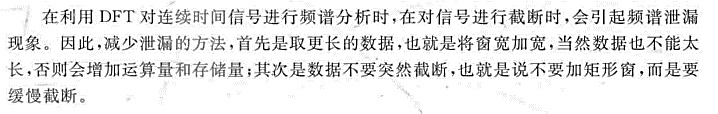 在利用 DFT 对连续时间信号进行频谱分析时,在对信号进行截断时,会引起频谱泄漏
现象。因此,减少泄漏的方法,首先是取更长的数据,也就是将窗宽加宽,当然数据也不能太
长,否则会增加运算量和存储量;其次是数据不要突然截断,也就是说不要加矩形窗,而是要
缓慢截断。